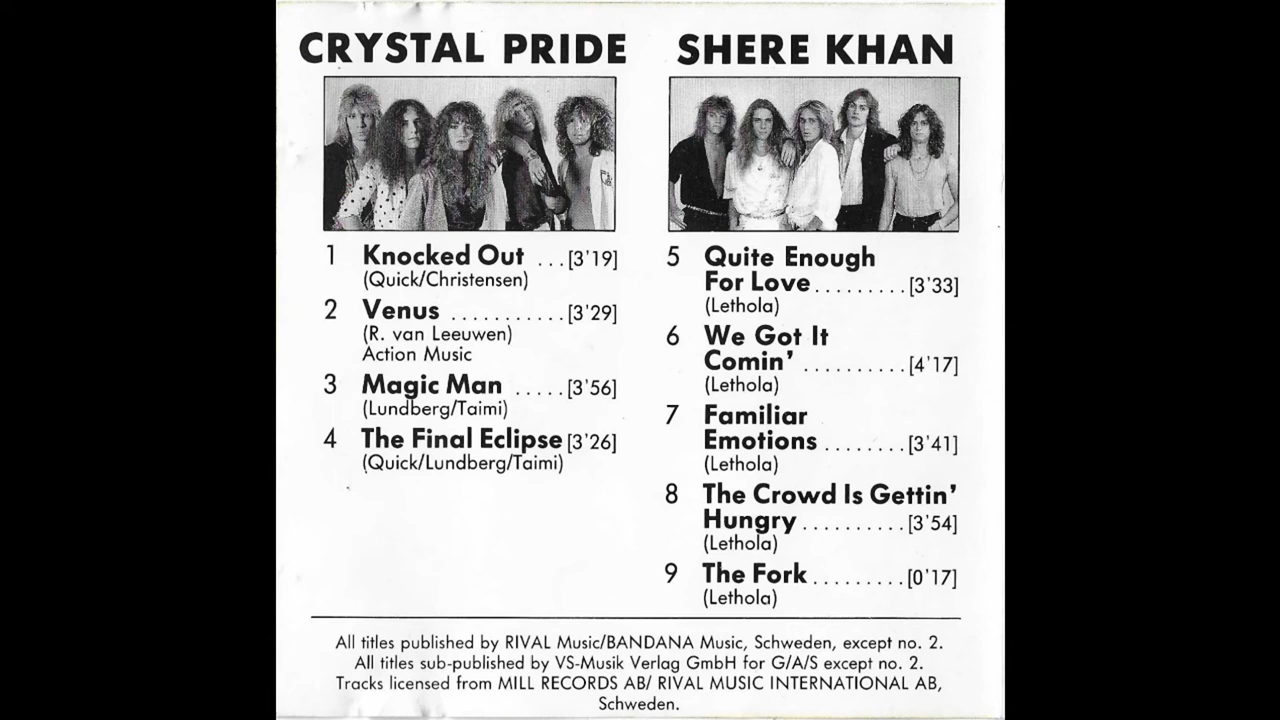 CRYSTAL PRIDE
1 Knocked Out ...[3'19]
(Quick/Christensen)
2 Venus ...........[3'29]
(R. van Leeuwen)
Action Music
3 Magic Man .....[3'56]
(Lundberg/Taimi)
4 The Final Eclipse [3'26]
(Quick/Lundberg/Taimi)
SHERE KHAN
5 Quite Enough
For Love.........[3'33]
(Lethola)
6 We Got It
Comin' ..........[4'17]
(Lethola)
7 Familiar
Emotions ........[3'41]
(Lethola)
8 The Crowd Is Gettin'
Hungry..........[3'54]
(Lethola)
9 The Fork.........[0'17]
(Lethola)
All titles published by RIVAL Music/BANDANA Music, Schweden, except no. 2.
All titles sub-published by VS-Musik Verlag GmbH for G/A/S except no. 2.
Tracks licensed from MILL RECORDS AB/ RIVAL MUSIC INTERNATIONAL AB,
Schweden.